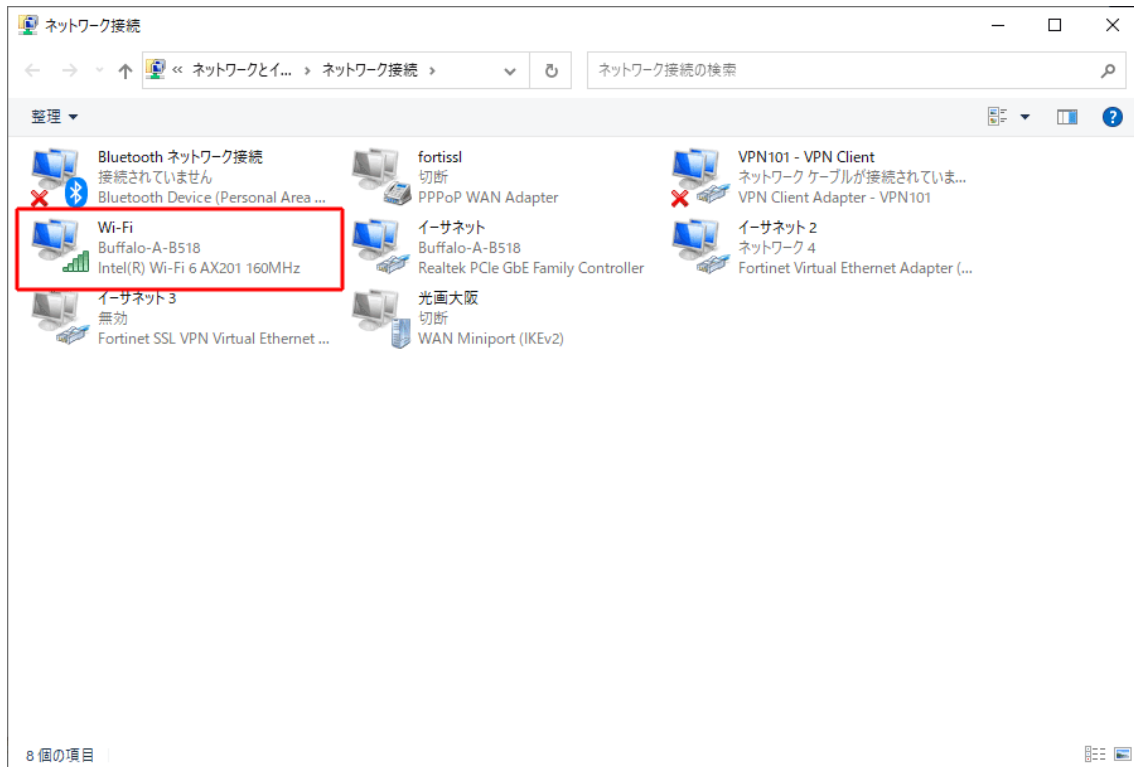 ネットワーク接続
« ネットワークとイ... › ネットワーク接続 ›
ネットワーク接続の検索
整理
Bluetooth ネットワーク接続
接続されていません
Bluetooth Device (Personal Area ...
fortissl
切断
PPPoP WAN Adapter
VPN101 - VPN Client
ネットワーク ケーブルが接続されていま...
VPN Client Adapter - VPN101
Wi-Fi
Buffalo-A-B518
Intel(R) Wi-Fi 6 AX201 160MHz
イーサネット
Buffalo-A-B518
Realtek PCIe GbE Family Controller
イーサネット 2
ネットワーク 4
Fortinet Virtual Ethernet Adapter (...
イーサネット 3
無効
Fortinet SSL VPN Virtual Ethernet ...
光画大阪
切断
WAN Miniport (IKEv2)
8 個の項目